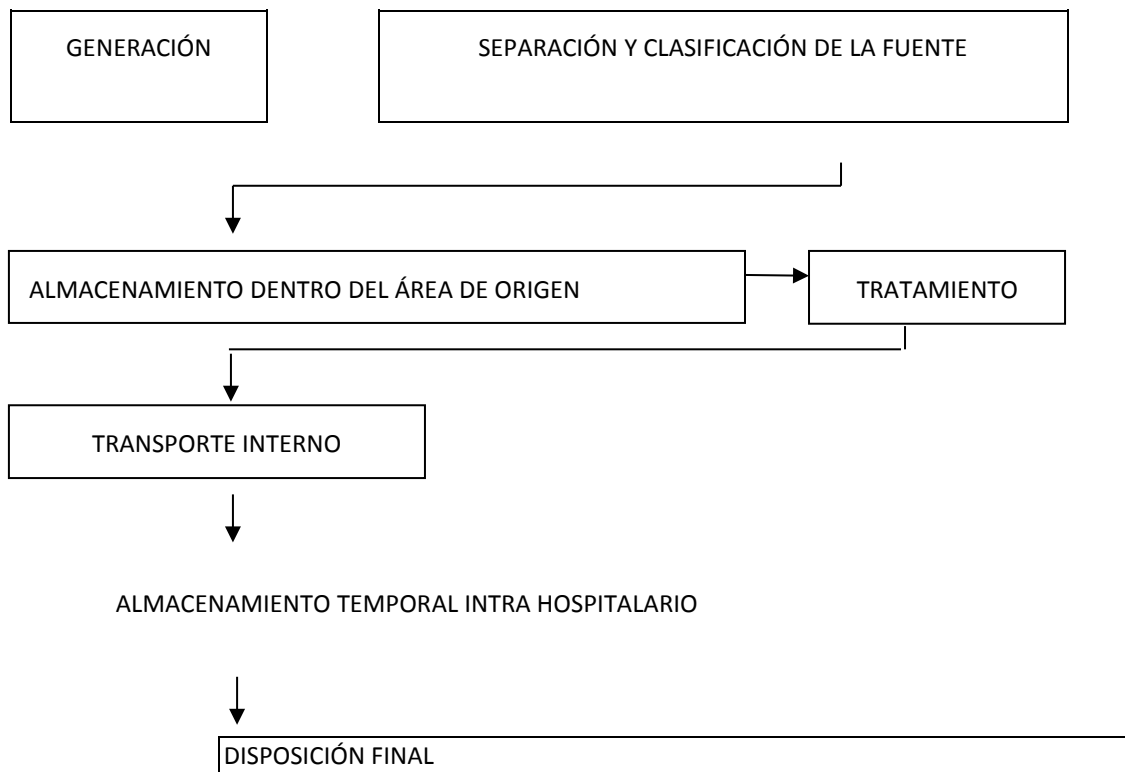 GENERACIÓN
SEPARACIÓN Y CLASIFICACIÓN DE LA FUENTE
ALMACENAMIENTO DENTRO DEL ÁREA DE ORIGEN
TRATAMIENTO
TRANSPORTE INTERNO
ALMACENAMIENTO TEMPORAL INTRA HOSPITALARIO
DISPOSICIÓN FINAL